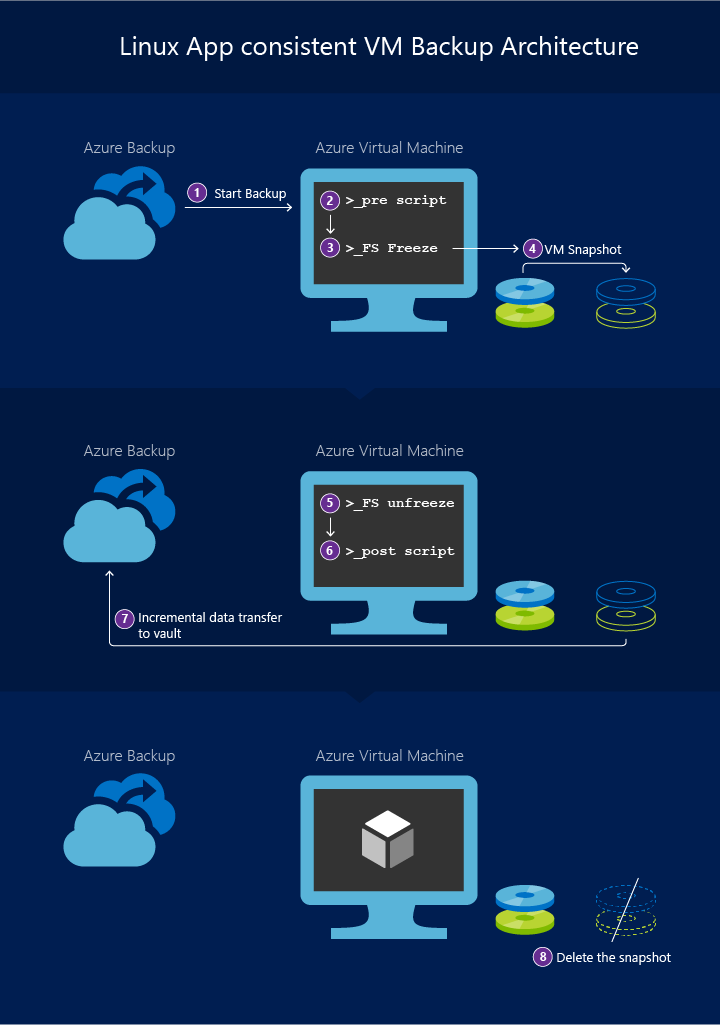 Linux App consistent VM Backup Architecture
Azure Backup
Azure Virtual Machine
1 Start Backup
2 >_pre script
3 >_FS Freeze
4 VM Snapshot
Azure Backup
Azure Virtual Machine
5 >_FS unfreeze
6 >_post script
7 Incremental data transfer
to vault
Azure Backup
Azure Virtual Machine
8 Delete the snapshot